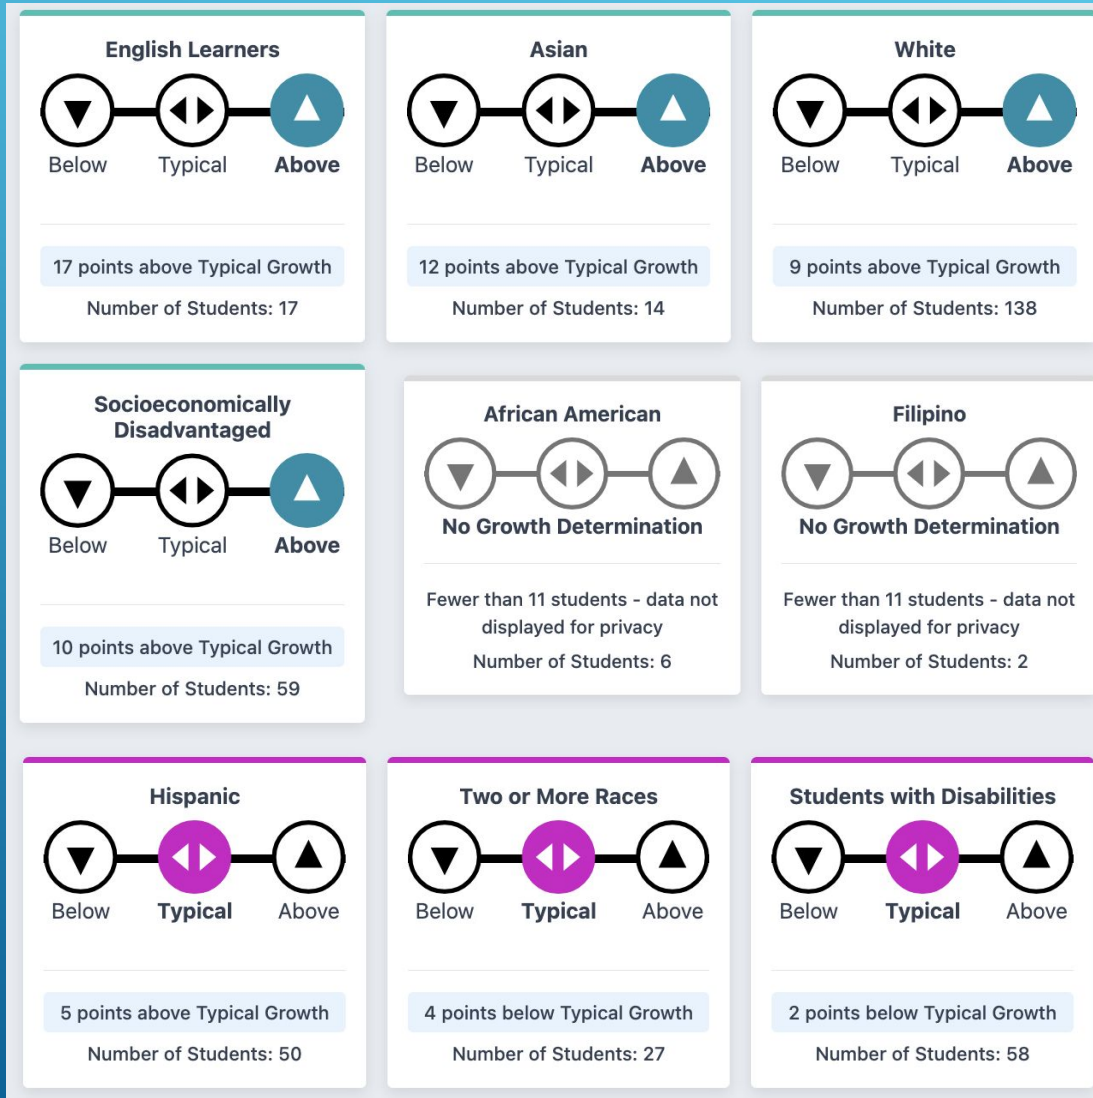 English Learners
Below Typical Above
17 points above Typical Growth
Number of Students: 17
Asian
Below Typical Above
12 points above Typical Growth
Number of Students: 14
White
Below Typical Above
9 points above Typical Growth
Number of Students: 138
Socioeconomically
Disadvantaged
Below Typical Above
10 points above Typical Growth
Number of Students: 59
African American
No Growth Determination
Fewer than 11 students - data not
displayed for privacy
Number of Students: 6
Filipino
No Growth Determination
Fewer than 11 students - data not
displayed for privacy
Number of Students: 2
Hispanic
Below Typical Above
5 points above Typical Growth
Number of Students: 50
Two or More Races
Below Typical Above
4 points below Typical Growth
Number of Students: 27
Students with Disabilities
Below Typical Above
2 points below Typical Growth
Number of Students: 58